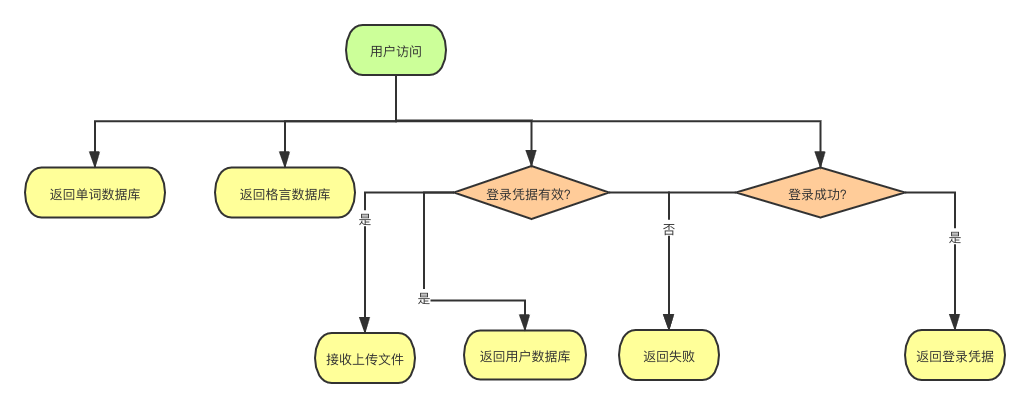 用户访问
返回单词数据库
返回格言数据库
登录凭据有效?
登录成功?
是
否
是
是
接收上传文件
返回用户数据库
返回失败
返回登录凭据